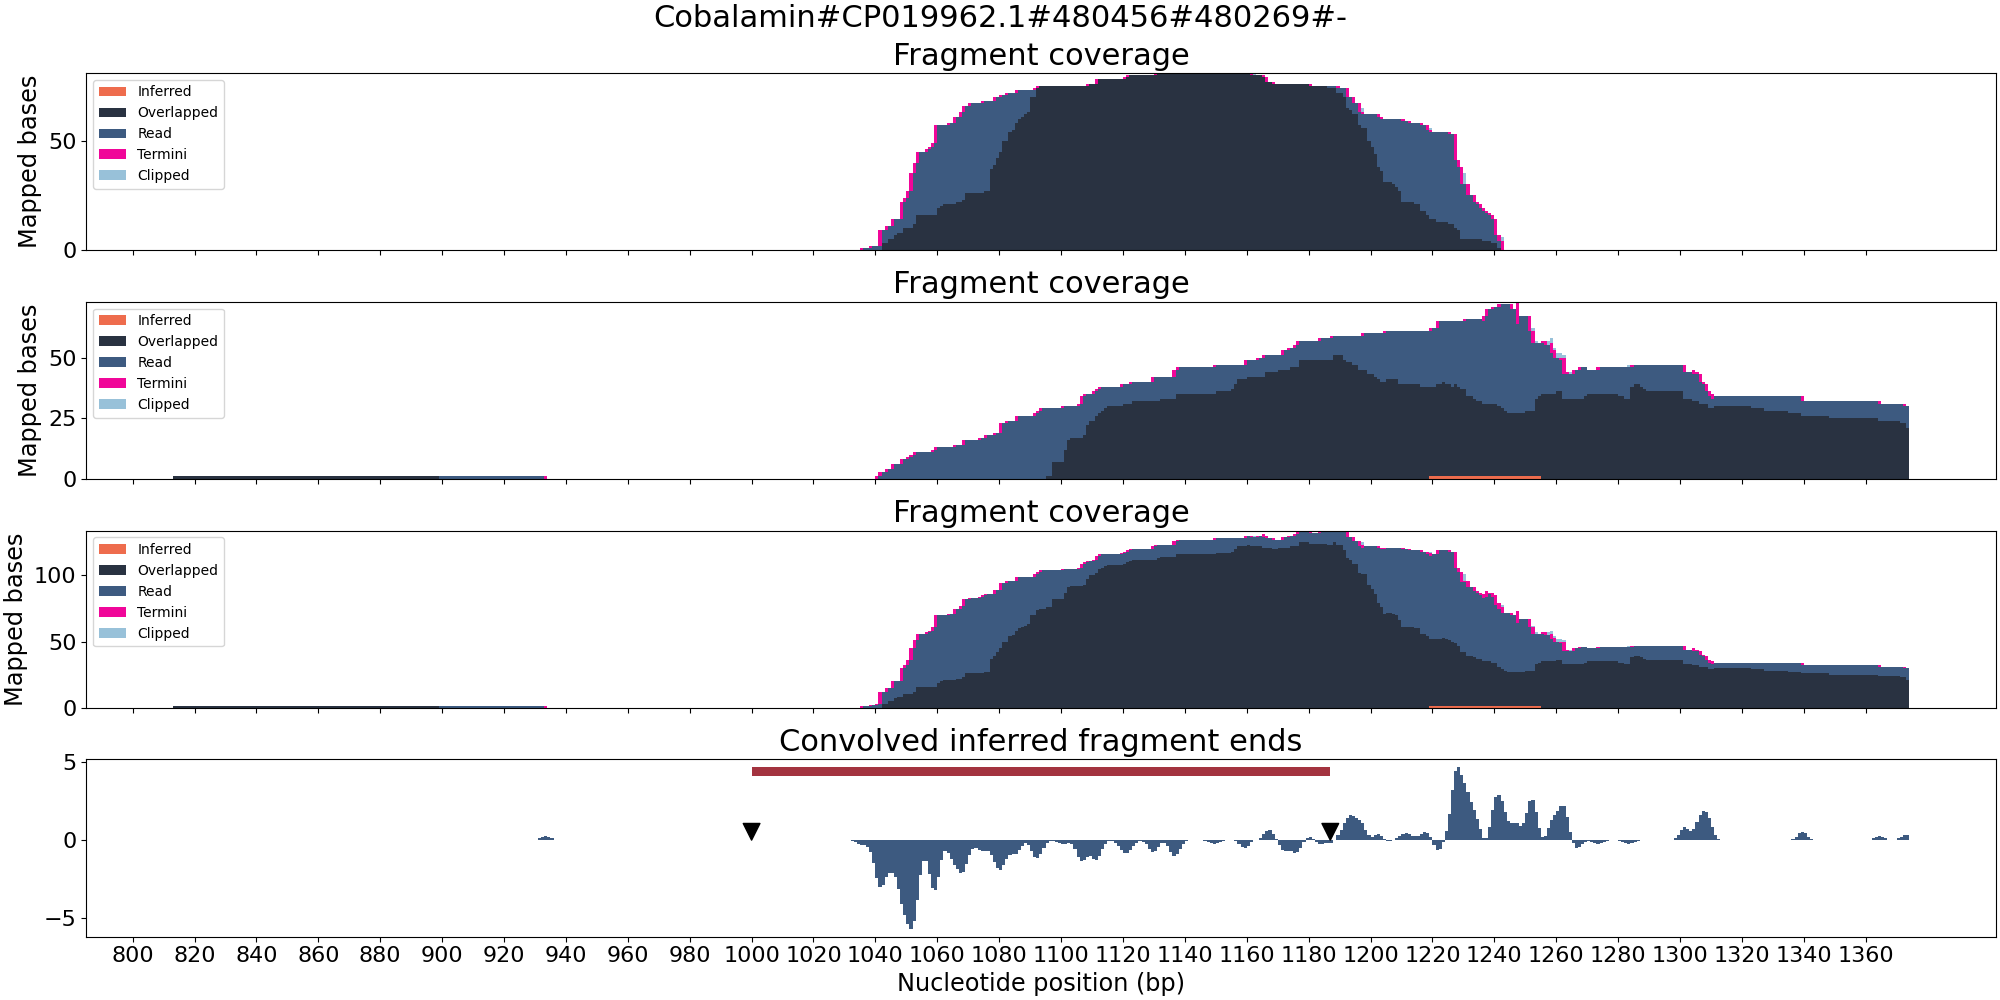 Cobalamin#CP019962.1#480456#480269#-
Fragment coverage
Mapped bases
50
0
Inferred
Overlapped
Read
Termini
Clipped
Fragment coverage
Mapped bases
50
25
0
Inferred
Overlapped
Read
Termini
Clipped
Fragment coverage
Mapped bases
100
50
0
Inferred
Overlapped
Read
Termini
Clipped
Convolved inferred fragment ends
5
0
−5
800 820 840 860 880 900 920 940 960 980 1000 1020 1040 1060 1080 1100 1120 1140 1160 1180 1200 1220 1240 1260 1280 1300 1320 1340 1360
Nucleotide position (bp)